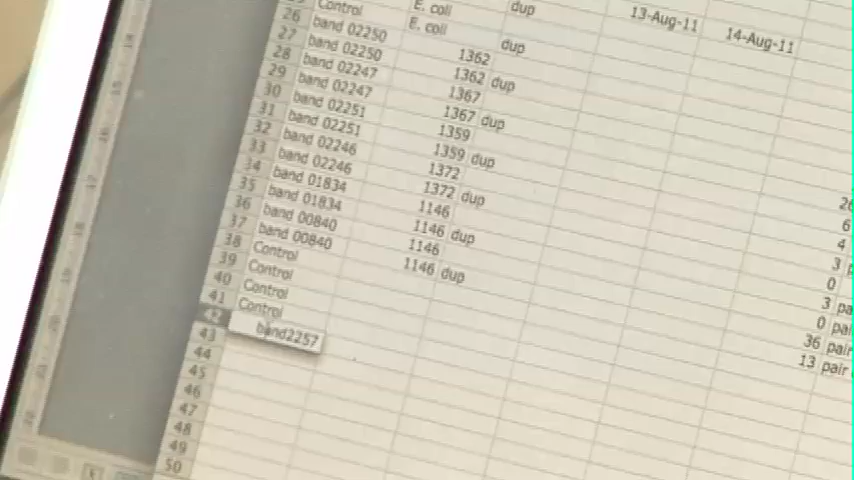 13-Aug-11 14-Aug-11
dup
E. coli
Control E. coli dup
26 band 02250 1362
27 band 02250 1362 dup
28 band 02247 1367
29 band 02247 1367 dup
30 band 02251 1359
31 band 02251 1359 dup
32 band 02246 1372
33 band 02246 1372 dup
34 band 01834 1146
35 band 01834 1146 dup
36 band 00840 1146
37 band 00840 1146 dup
38 Control
39 Control
40 Control
41 Control
42 band2257
43
44
45
46
47
48
49
50
26
6
4
3
0
3
0
36 pair
13 pair